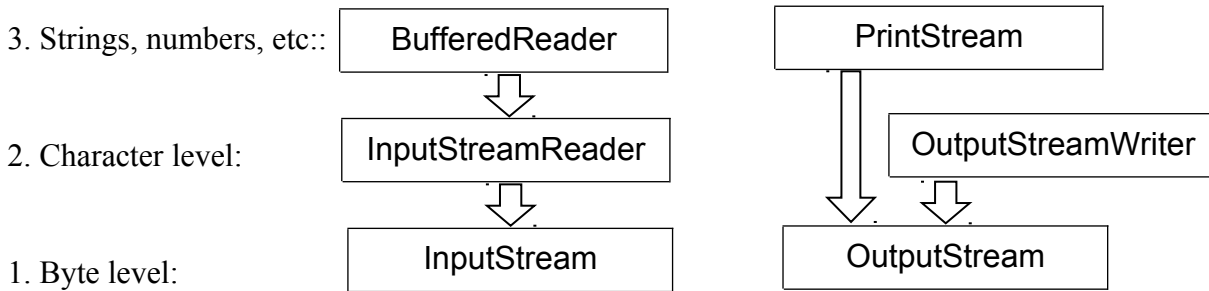 3. Strings, numbers, etc:: BufferedReader PrintStream
2. Character level: InputStreamReader OutputStreamWriter
1. Byte level: InputStream OutputStream